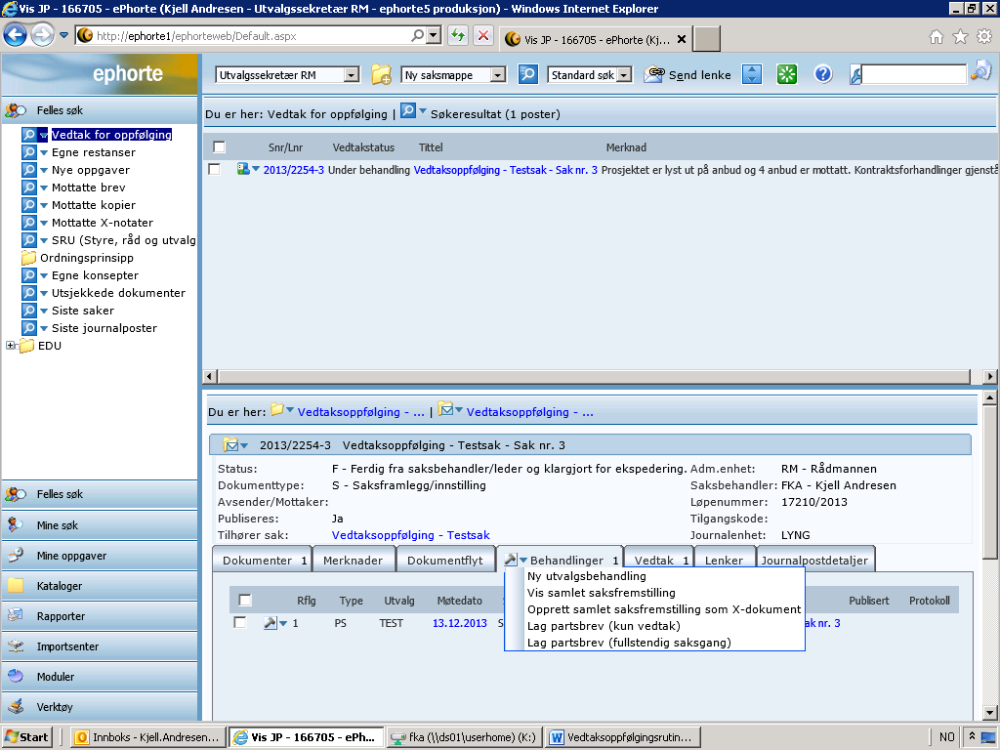 Vis JP - 166705 - ePhorte (Kjell Andresen - Utvalgssekretær RM - ephorte5 produksjon) - Windows Internet Explorer
http://ephorte1/ephorteweb/Default.aspx
Vis JP - 166705 - ePhorte (Kj...
ephorte
Utvalgssekretær RM
Ny saksmappe
Standard søk
Send lenke
Felles søk
Vedtak for oppfølging
Egne restanser
Nye oppgaver
Mottatte brev
Mottatte kopier
Mottatte X-notater
SRU (Styre, råd og utvalg
Ordningsprinsipp
Egne konsepter
Utsjekkede dokumenter
Siste saker
Siste journalposter
EDU
Felles søk
Mine søk
Mine oppgaver
Kataloger
Rapporter
Importsenter
Moduler
Verktøy
Du er her: Vedtak for oppfølging | Søkeresultat (1 poster)
Snr/Lnr Vedtakstatus Tittel Merknad
2013/2254-3 Under behandling Vedtaksoppfølging - Testsak - Sak nr. 3 Prosjektet er lyst ut på anbud og 4 anbud er mottatt. Kontraktsforhandlinger gjenstå
Du er her: Vedtaksoppfølging - ... | Vedtaksoppfølging - ...
2013/2254-3 Vedtaksoppfølging - Testsak - Sak nr. 3
Status: F - Ferdig fra saksbehandler/leder og klargjort for ekspedering. Adm.enhet: RM - Rådmannen
Dokumenttype: S - Saksframlegg/innstilling Saksbehandler: FKA - Kjell Andresen
Avsender/Mottaker: Løpenummer: 17210/2013
Publiseres: Ja Tilgangskode:
Tilhører sak: Vedtaksoppfølging - Testsak Journalenhet: LYNG
Dokumenter 1 Merknader Dokumentflyt Behandlinger 1 Vedtak 1 Lenker Journalpostdetaljer
Ny utvalgsbehandling
Vis samlet saksfremstilling
Opprett samlet saksfremstilling som X-dokument
Lag partsbrev (kun vedtak)
Lag partsbrev (fullstendig saksgang)
Rflg Type Utvalg Møtedato Publisert Protokoll
1 PS TEST 13.12.2013 S ak nr. 3
Start
Innboks - Kjell.Andresen...
Vis JP - 166705 - ePh...
fka (\\ds01\userhome) (K:)
Vedtaksoppfølgingsrutin...
NO